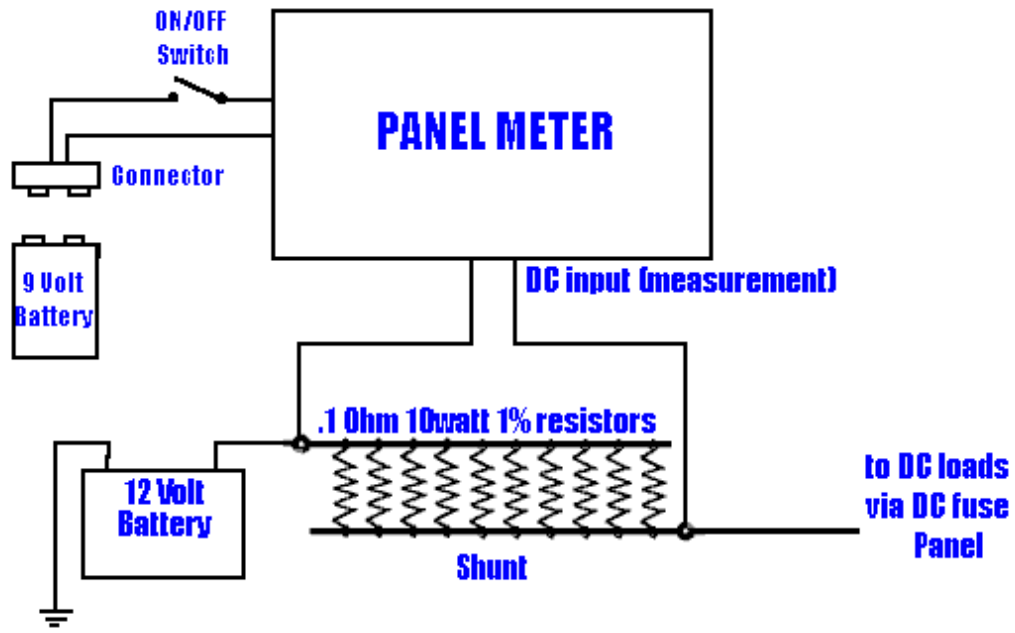 ON/OFF
Switch
PANEL METER
Connector
9 Volt
Battery
DC input (measurement)
.1 Ohm 10watt 1% resistors
12 Volt
Battery
to DC loads
via DC fuse
Panel
Shunt